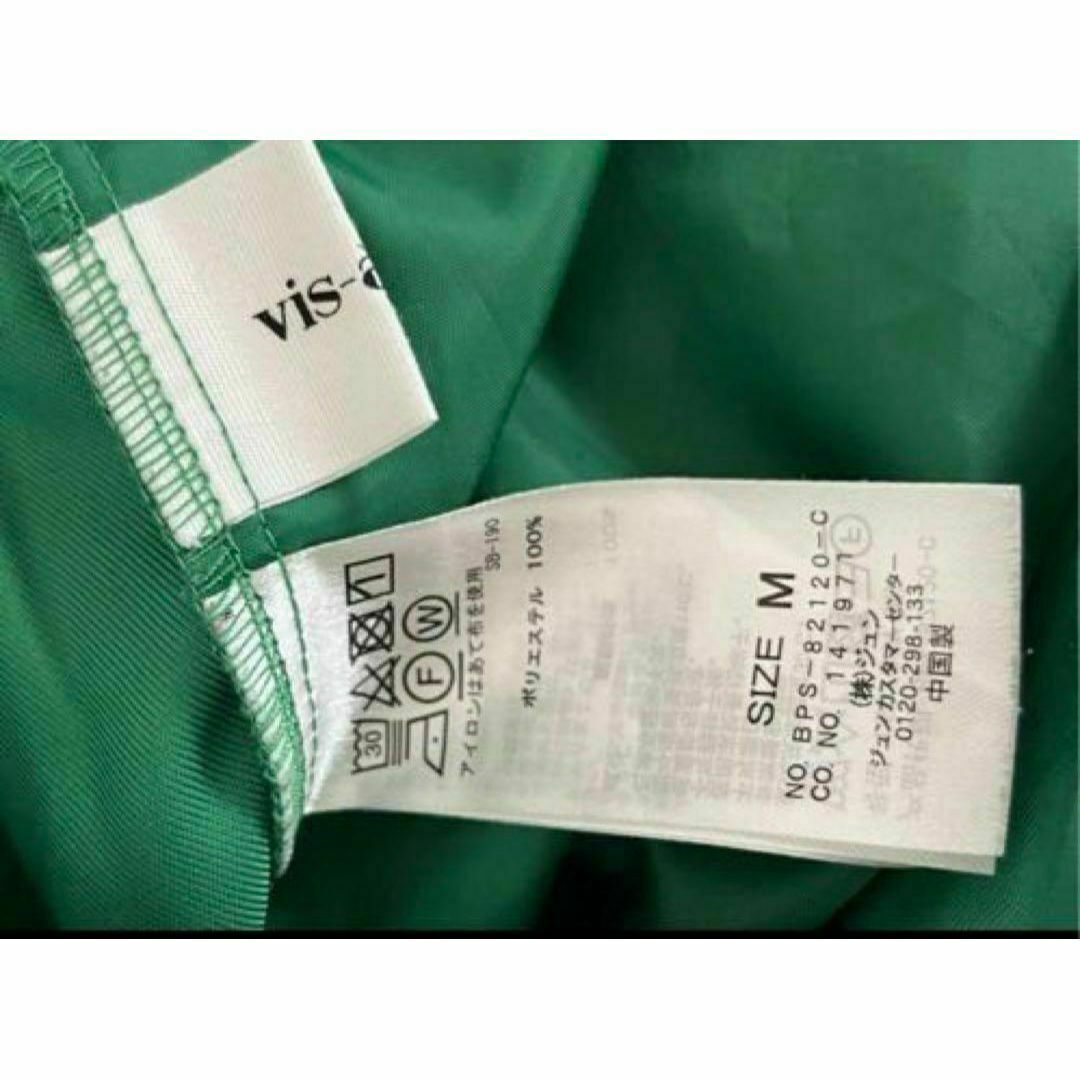 vis-a
30
F
W
アイロンはあて布を使用
SB-190
ポリエステル 100%
SIZE M
NO. BPS-82120-C
CO. NO. 141971
(株)ジュン
ジュンカスタマーセンター
0120-298-133
中国製